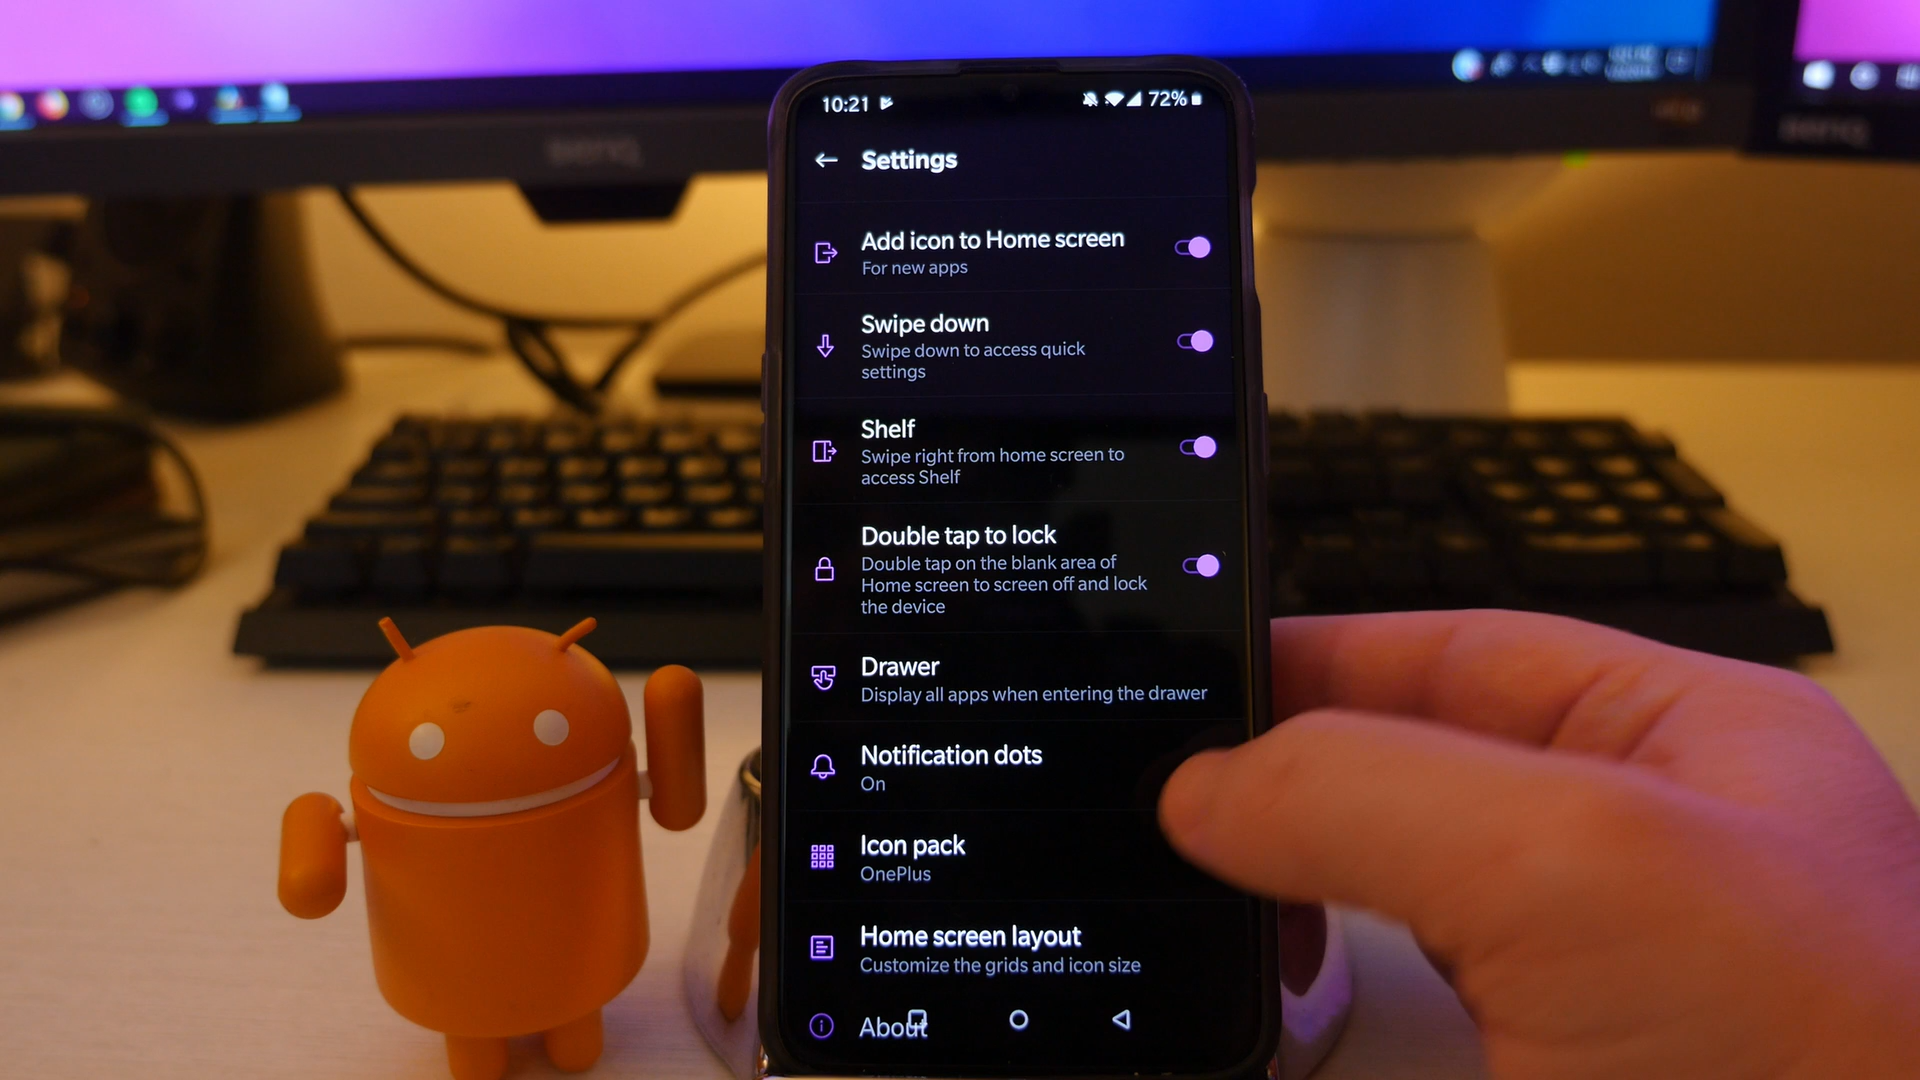 BenQ
BenQ
10:21 72%
Settings
Add icon to Home screen
For new apps
Swipe down
Swipe down to access quick
settings
Shelf
Swipe right from home screen to
access Shelf
Double tap to lock
Double tap on the blank area of
Home screen to screen off and lock
the device
Drawer
Display all apps when entering the drawer
Notification dots
On
Icon pack
OnePlus
Home screen layout
Customize the grids and icon size
About